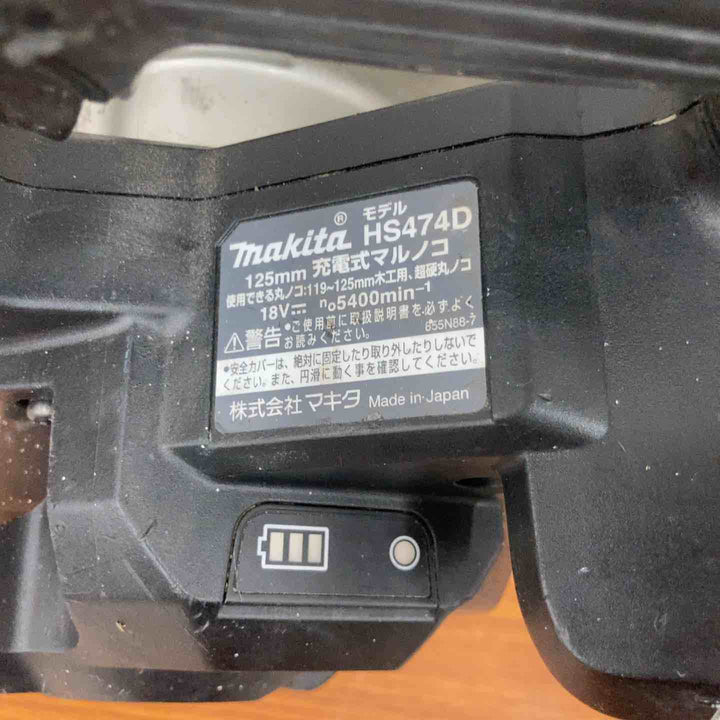 makita® モデル HS474D
125mm 充電式マルノコ
使用できる丸ノコ:119~125mm木工用、超硬丸ノコ
18V⎓ n₀5400min⁻¹
⚠警告 •ご使用前に取扱説明書を必ずよく
お読みください。 855N88-7
•安全カバーは、絶対に固定したり取り外したりしないで
ください。また、円滑に動く事を確認してください。
株式会社 マキタ Made in Japan